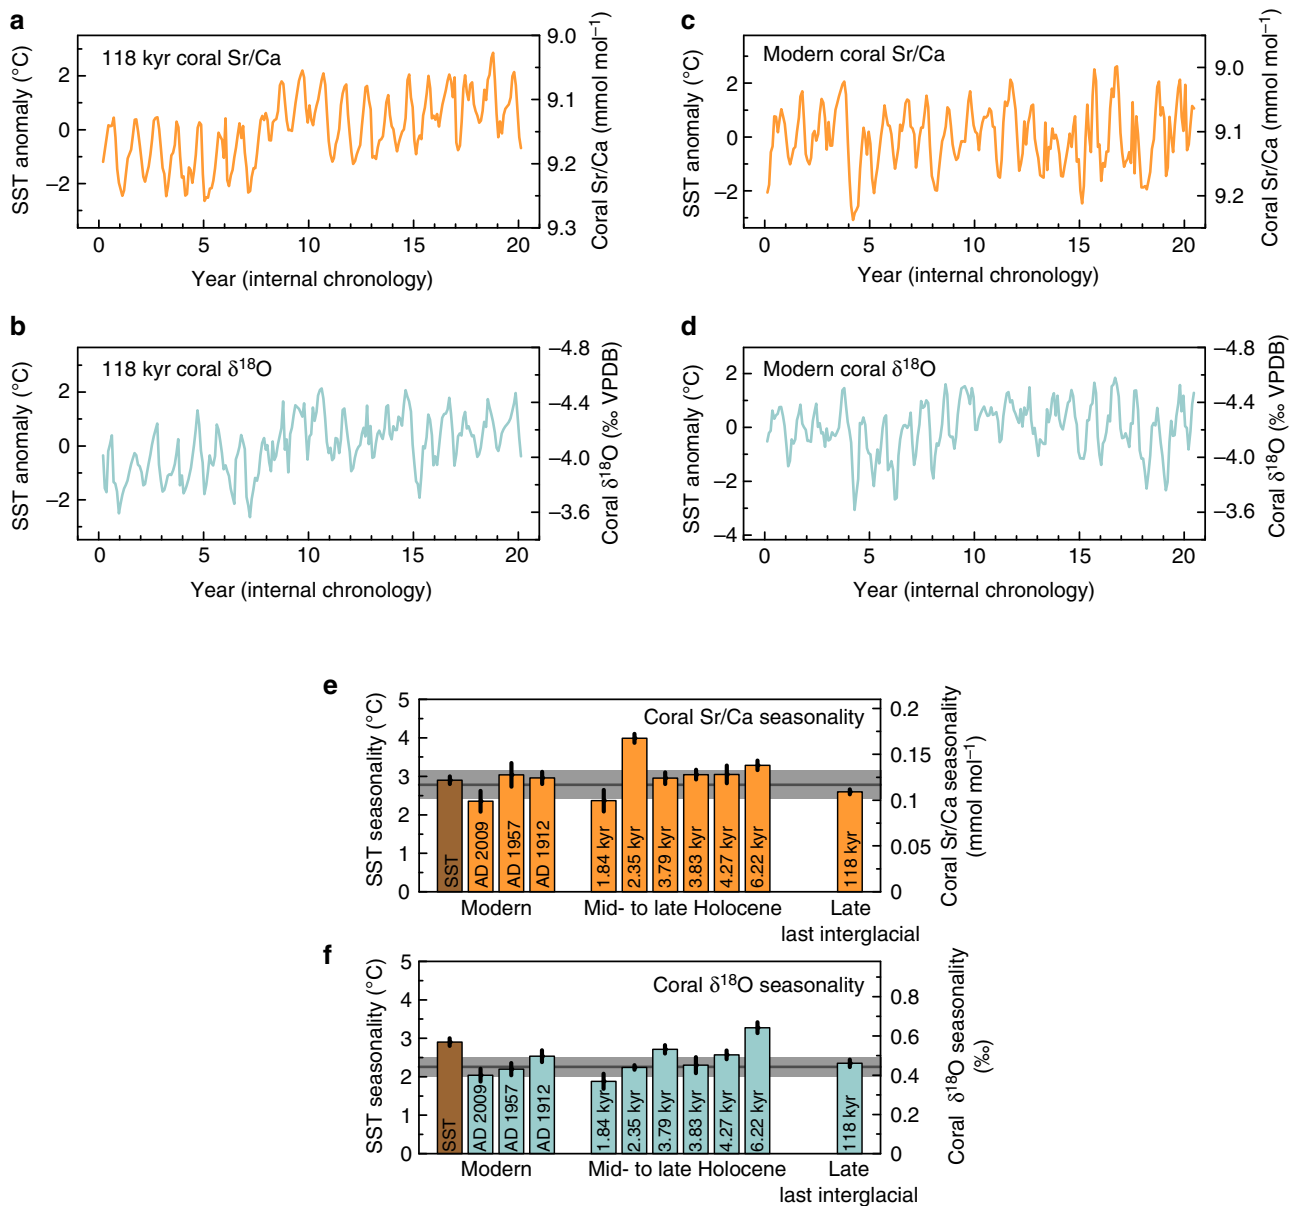 a
118 kyr coral Sr/Ca
SST anomaly (°C)
2
0
–2
9.0
9.1
9.2
9.3
Coral Sr/Ca (mmol mol–1)
0 5 10 15 20
Year (internal chronology)
c
Modern coral Sr/Ca
SST anomaly (°C)
2
0
–2
9.0
9.1
9.2
Coral Sr/Ca (mmol mol–1)
0 5 10 15 20
Year (internal chronology)
b
118 kyr coral δ18O
SST anomaly (°C)
2
0
–2
–4.8
–4.4
–4.0
–3.6
Coral δ18O (‰ VPDB)
0 5 10 15 20
Year (internal chronology)
d
Modern coral δ18O
SST anomaly (°C)
2
0
–2
–4
–4.8
–4.4
–4.0
–3.6
Coral δ18O (‰ VPDB)
0 5 10 15 20
Year (internal chronology)
e
Coral Sr/Ca seasonality
SST seasonality (°C)
5
4
3
2
1
0
0.2
0.15
0.1
0.05
0
Coral Sr/Ca seasonality
(mmol mol–1)
SST
AD 2009
AD 1957
AD 1912
1.84 kyr
2.35 kyr
3.79 kyr
3.83 kyr
4.27 kyr
6.22 kyr
118 kyr
Modern Mid- to late Holocene Late
last interglacial
f
Coral δ18O seasonality
SST seasonality (°C)
5
4
3
2
1
0
0.8
0.6
0.4
0.2
0
Coral δ18O seasonality
(‰)
SST
AD 2009
AD 1957
AD 1912
1.84 kyr
2.35 kyr
3.79 kyr
3.83 kyr
4.27 kyr
6.22 kyr
118 kyr
Modern Mid- to late Holocene Late
last interglacial